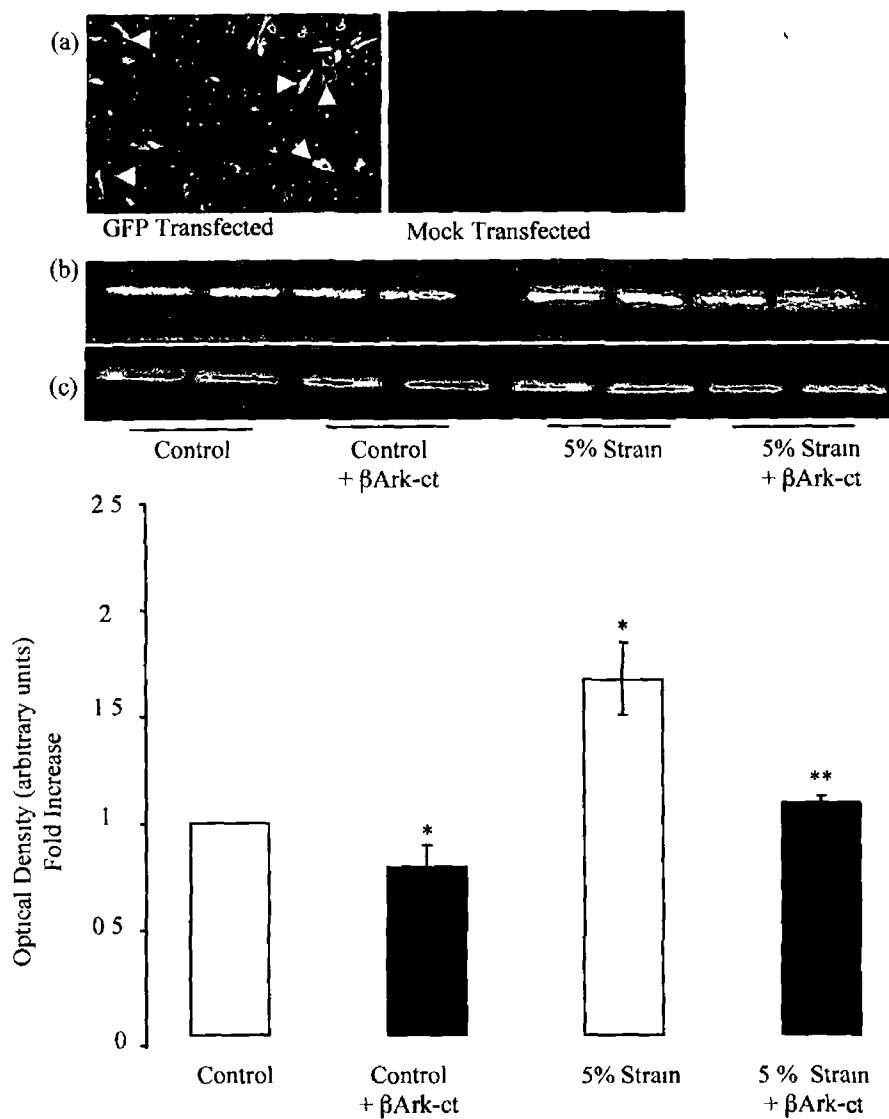 (a)
GFP Transfected
Mock Transfected
(b)
(c)
Control
Control
+ βArk-ct
5% Strain
5% Strain
+ βArk-ct
Optical Density (arbitrary units)
Fold Increase
2 5
2
1 5
1
0 5
0
*
*
**
Control
Control
+ βArk-ct
5% Strain
5 % Strain
+ βArk-ct